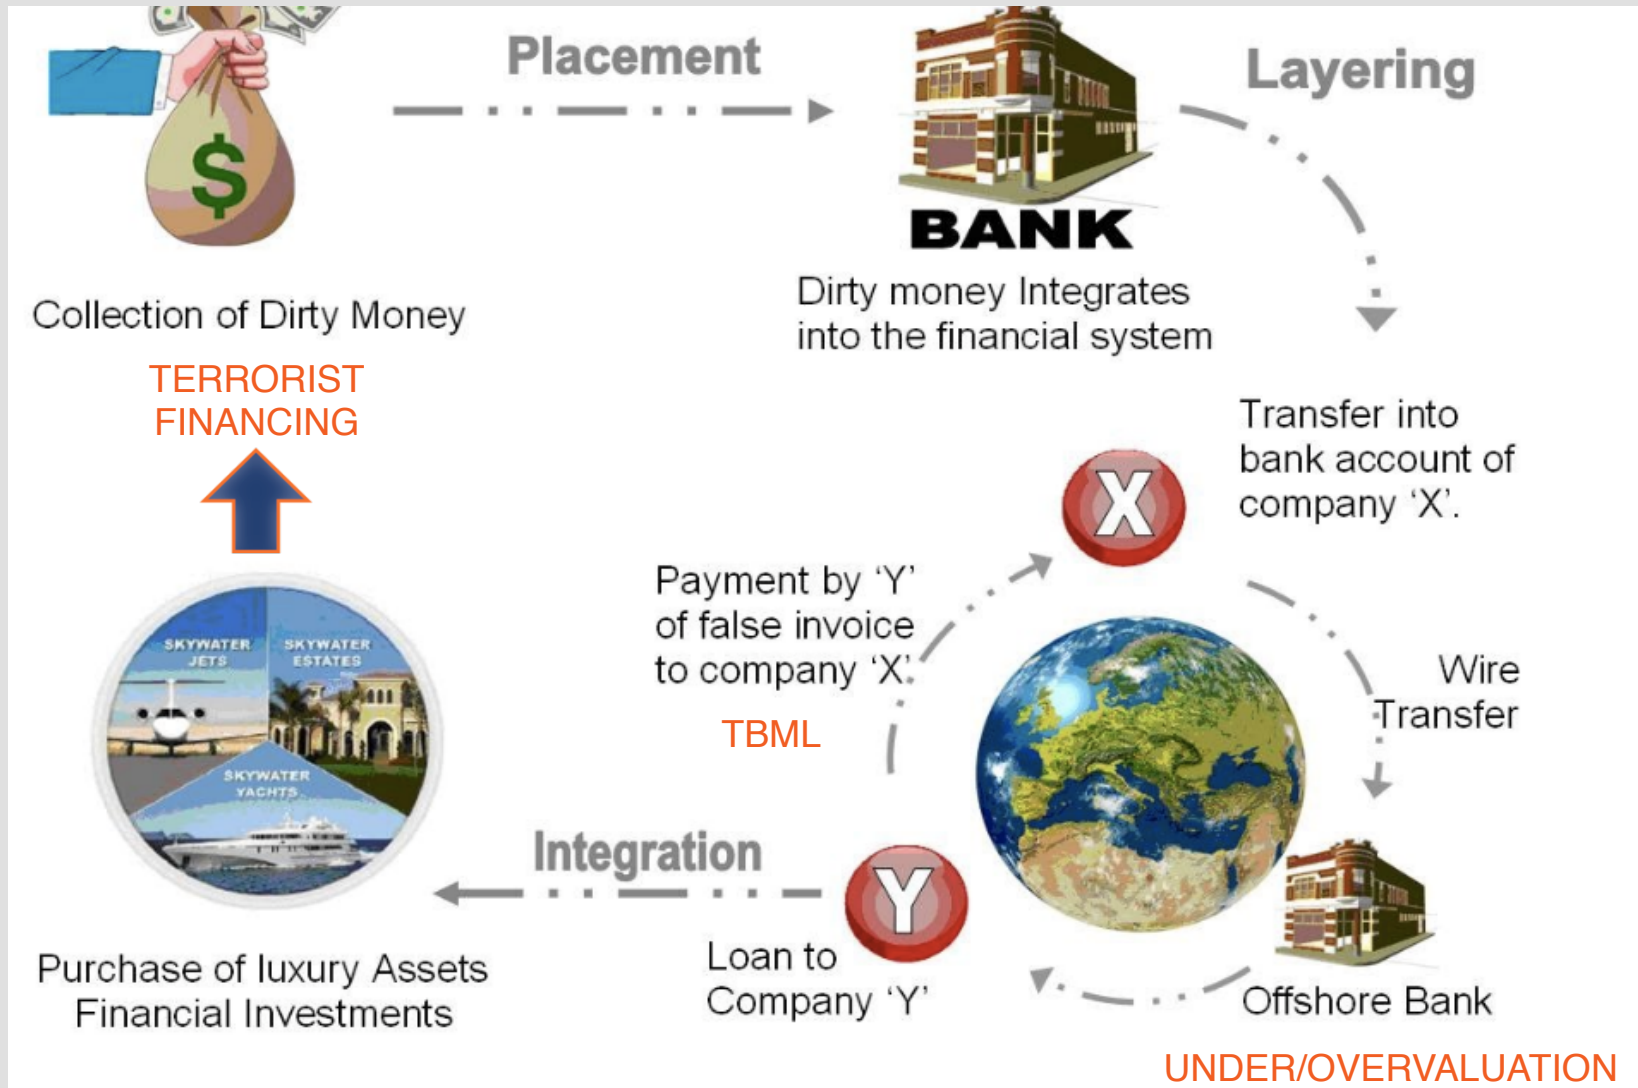 Placement
Layering
$
BANK
Collection of Dirty Money
Dirty money Integrates
into the financial system
TERRORIST
FINANCING
Transfer into
bank account of
company ‘X’.
X
Payment by ‘Y’
of false invoice
to company ‘X’.
TBML
Wire
Transfer
SKYWATER
JETS
SKYWATER
ESTATES
SKYWATER
YACHTS
Integration
Y
Loan to
Company ‘Y’
Purchase of luxury Assets
Financial Investments
Offshore Bank
UNDER/OVERVALUATION